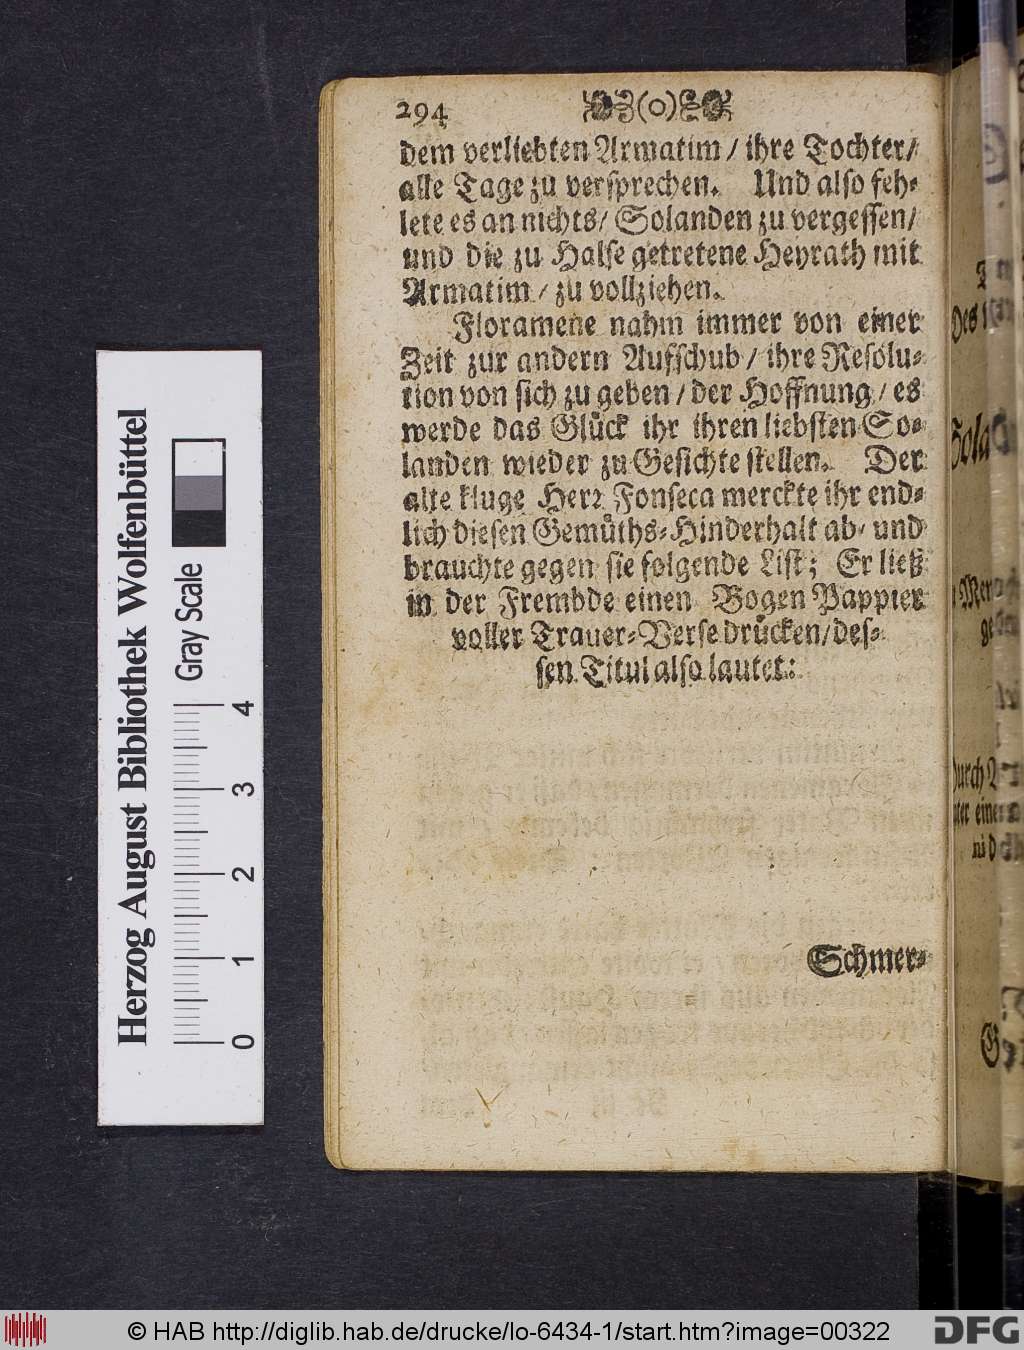 294 (o)
dem verliebten Armatim / ihre Tochter /
alle Tage zu versprechen. Und also feh-
lete es an nichts / Solanden zu vergessen /
und die zu Halse getretene Heyrath mit
Armatim / zu vollziehen.
Floramene nahm immer von einer
Zeit zur andern Auffschub / ihre Resolu-
tion von sich zu geben / der Hoffnung / es
werde das Glück ihr ihren liebsten So-
landen wieder zu Gesichte stellen. Der
alte kluge Herr Fonseca merckte ihr end-
lich diesen Gemüths-Hinderhalt ab / und
brauchte gegen sie folgende List; Er ließ
in der Frembde einen Bogen Pappier
voller Trauer-Verse drücken / des-
sen Titul also lautet:
Schmer-
Herzog August Bibliothek Wolfenbüttel
Gray Scale
0 1 2 3 4
© HAB http://diglib.hab.de/drucke/lo-6434-1/start.htm?image=00322
DFG